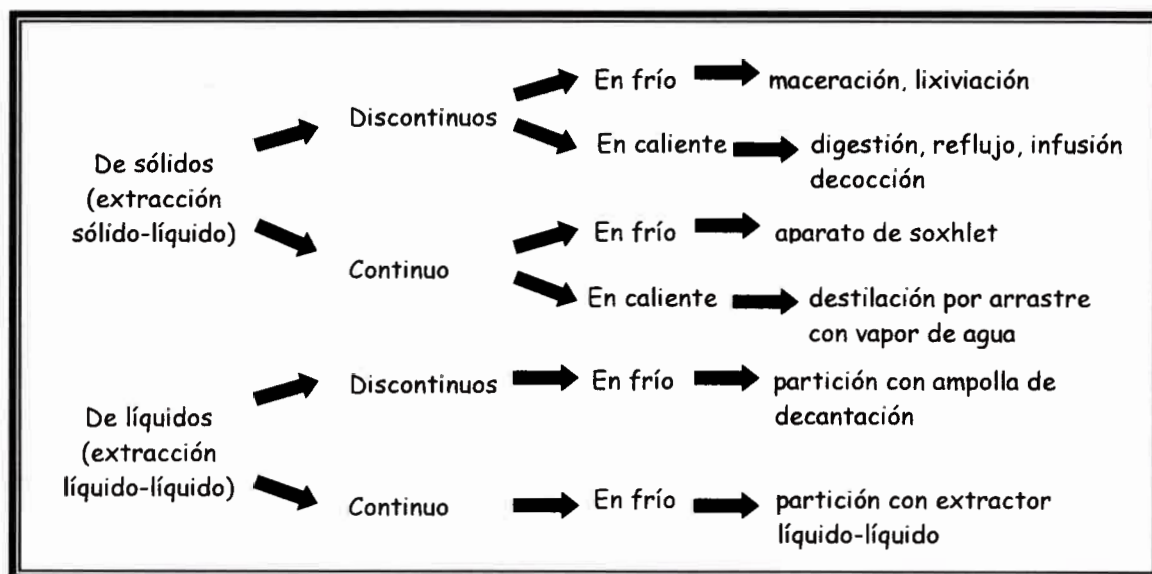 De sólidos
(extracción
sólido-líquido)
Discontinuos
En frío
maceración, lixiviación
En caliente
digestión, reflujo, infusión
decocción
Continuo
En frío
aparato de soxhlet
En caliente
destilación por arrastre
con vapor de agua
De líquidos
(extracción
líquido-líquido)
Discontinuos
En frío
partición con ampolla de
decantación
Continuo
En frío
partición con extractor
líquido-líquido